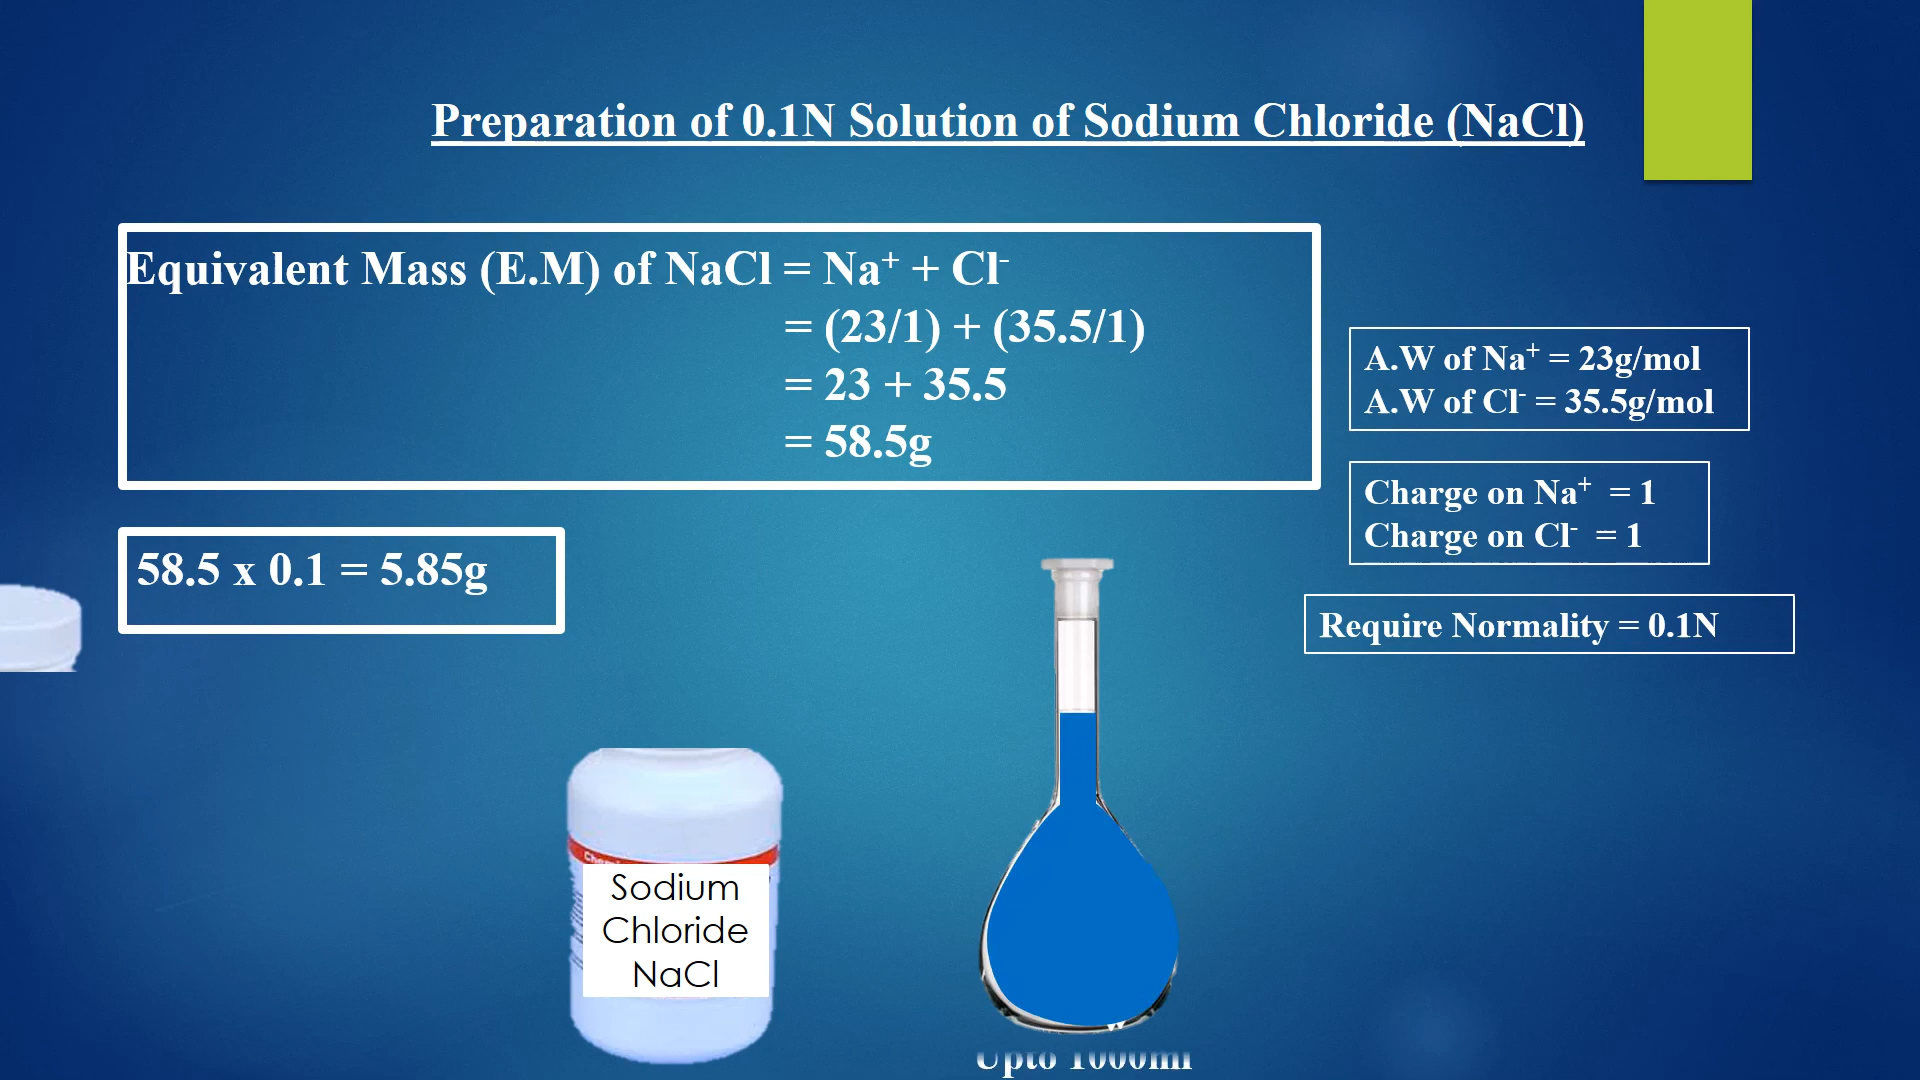 Preparation of 0.1N Solution of Sodium Chloride (NaCl)
Equivalent Mass (E.M) of NaCl = Na⁺ + Cl⁻
= (23/1) + (35.5/1)
= 23 + 35.5
= 58.5g
A.W of Na⁺ = 23g/mol
A.W of Cl⁻ = 35.5g/mol
Charge on Na⁺ = 1
Charge on Cl⁻ = 1
58.5 x 0.1 = 5.85g
Require Normality = 0.1N
Sodium
Chloride
NaCl
Upto 1000ml